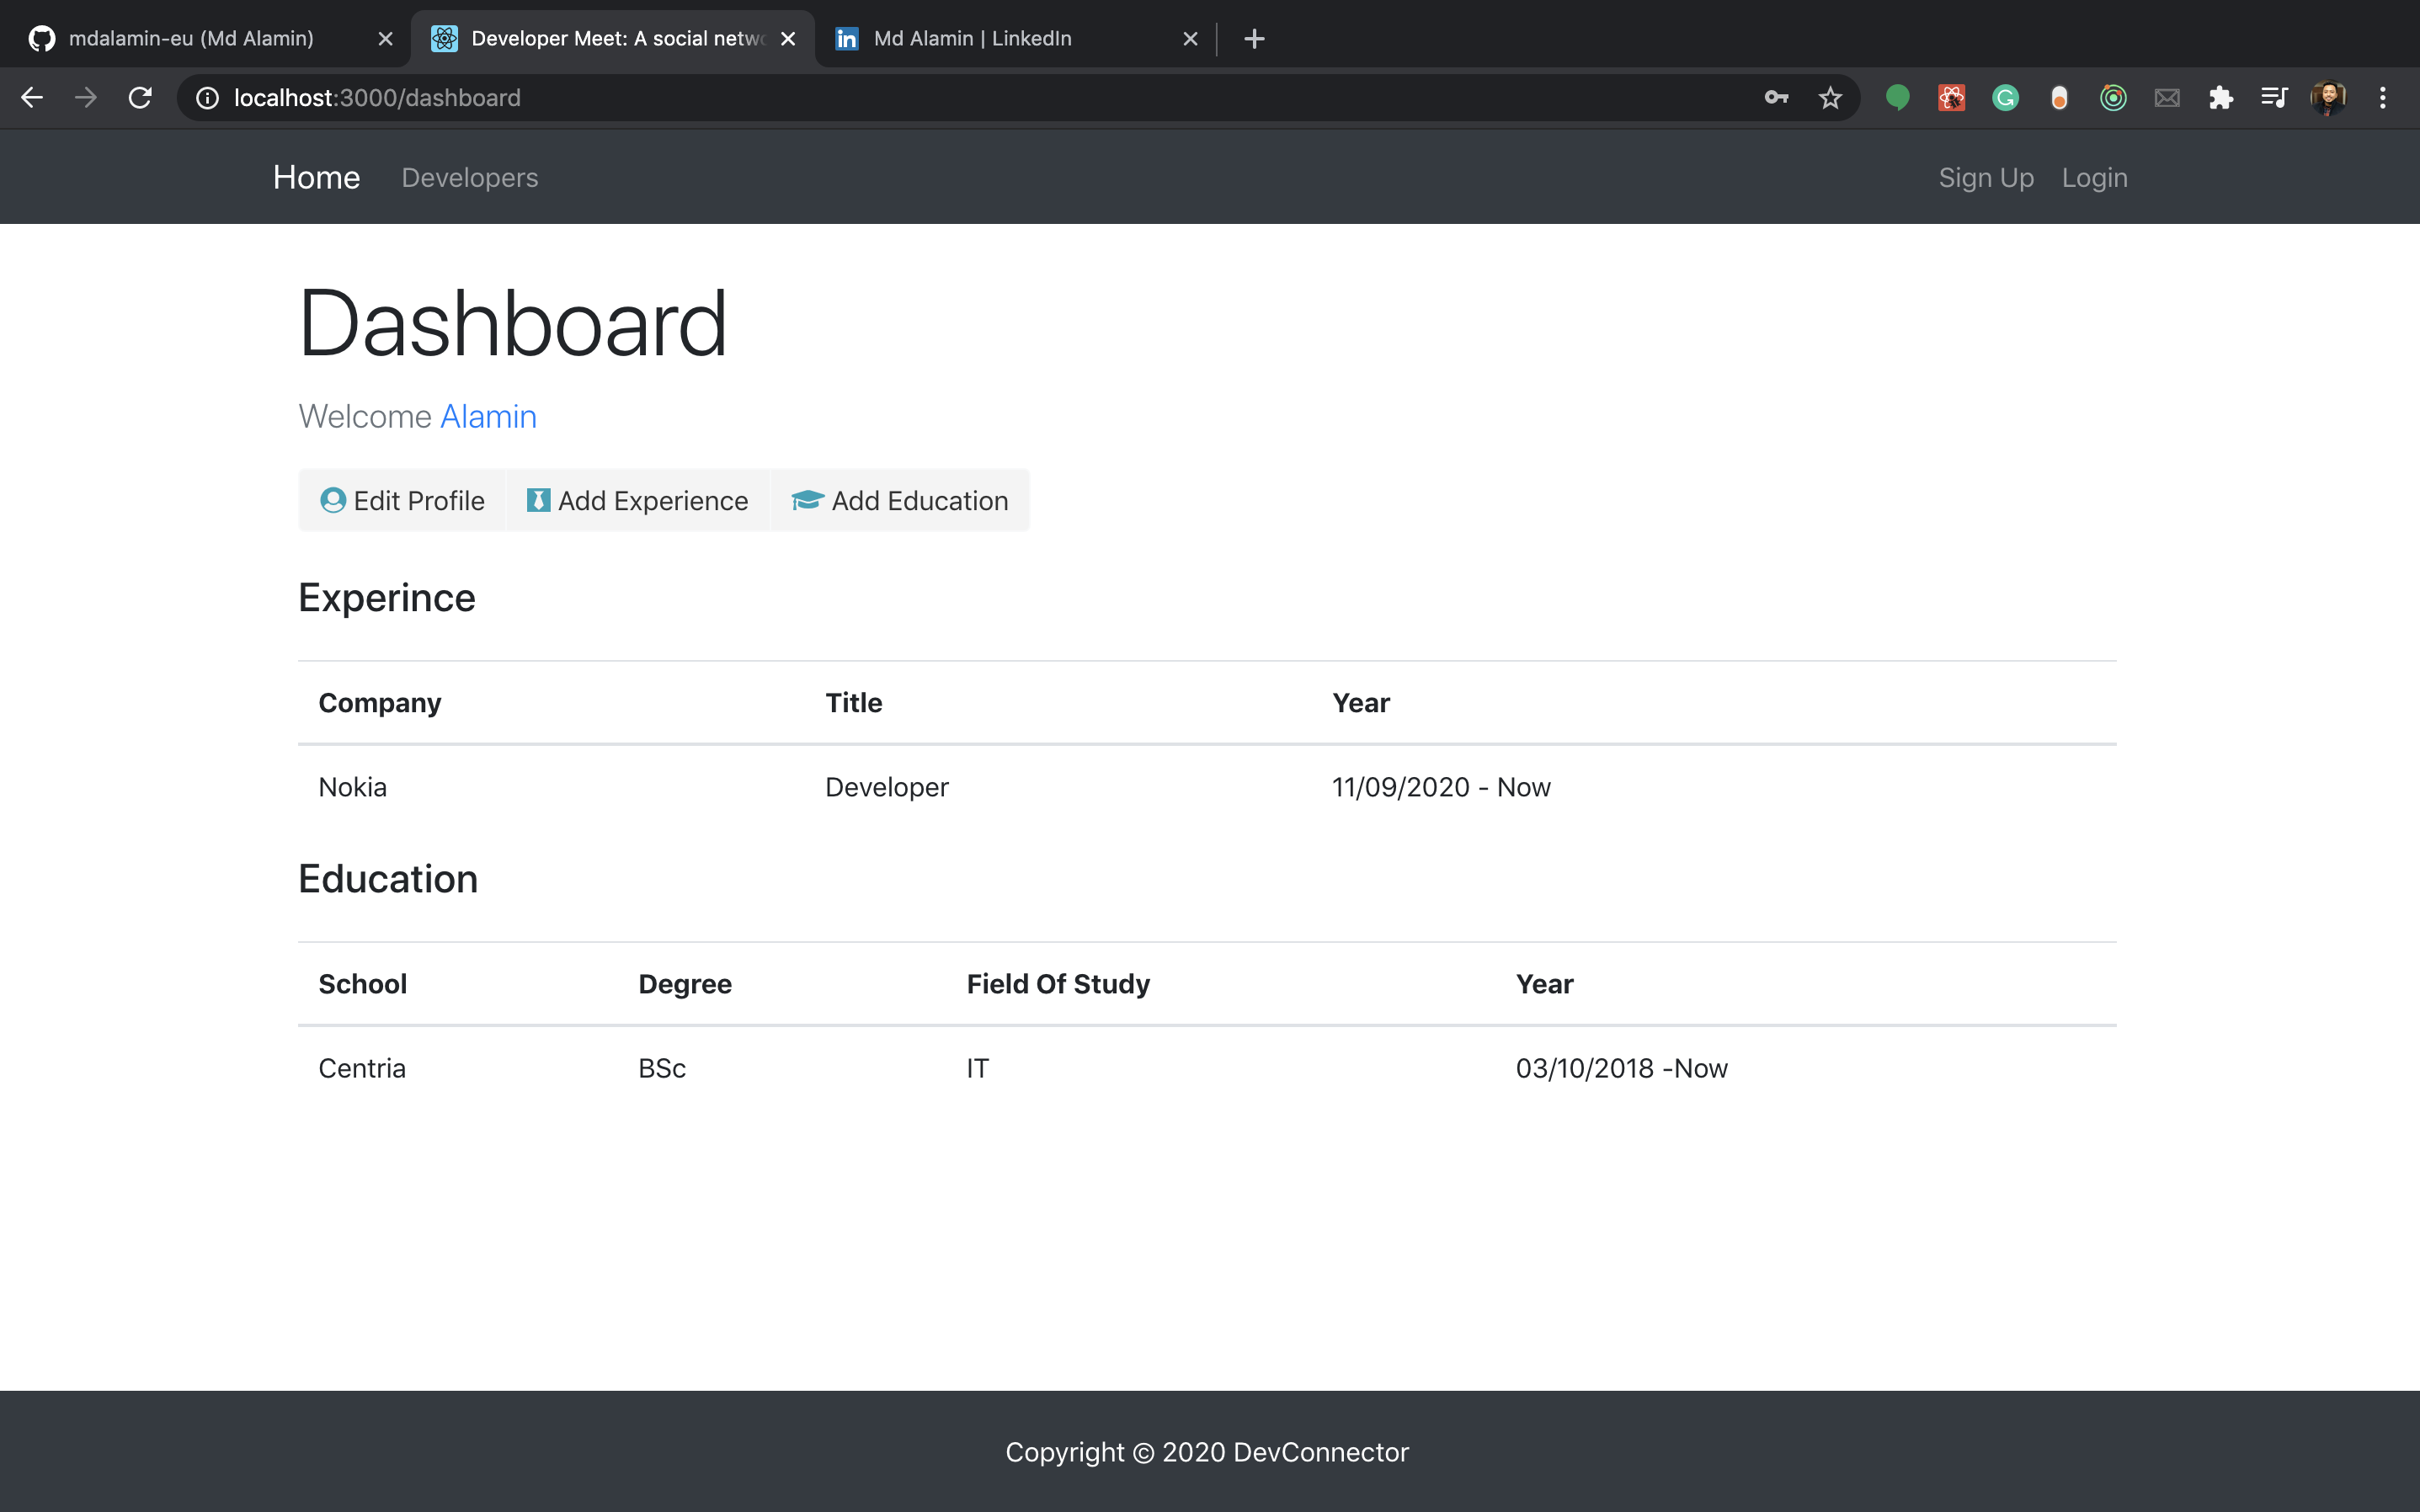 mdalamin-eu (Md Alamin)
Developer Meet: A social netwo
Md Alamin | LinkedIn
localhost:3000/dashboard
Home Developers Sign Up Login
Dashboard
Welcome Alamin
Edit Profile Add Experience Add Education
Experince
Company Title Year
Nokia Developer 11/09/2020 - Now
Education
School Degree Field Of Study Year
Centria BSc IT 03/10/2018 -Now
Copyright © 2020 DevConnector